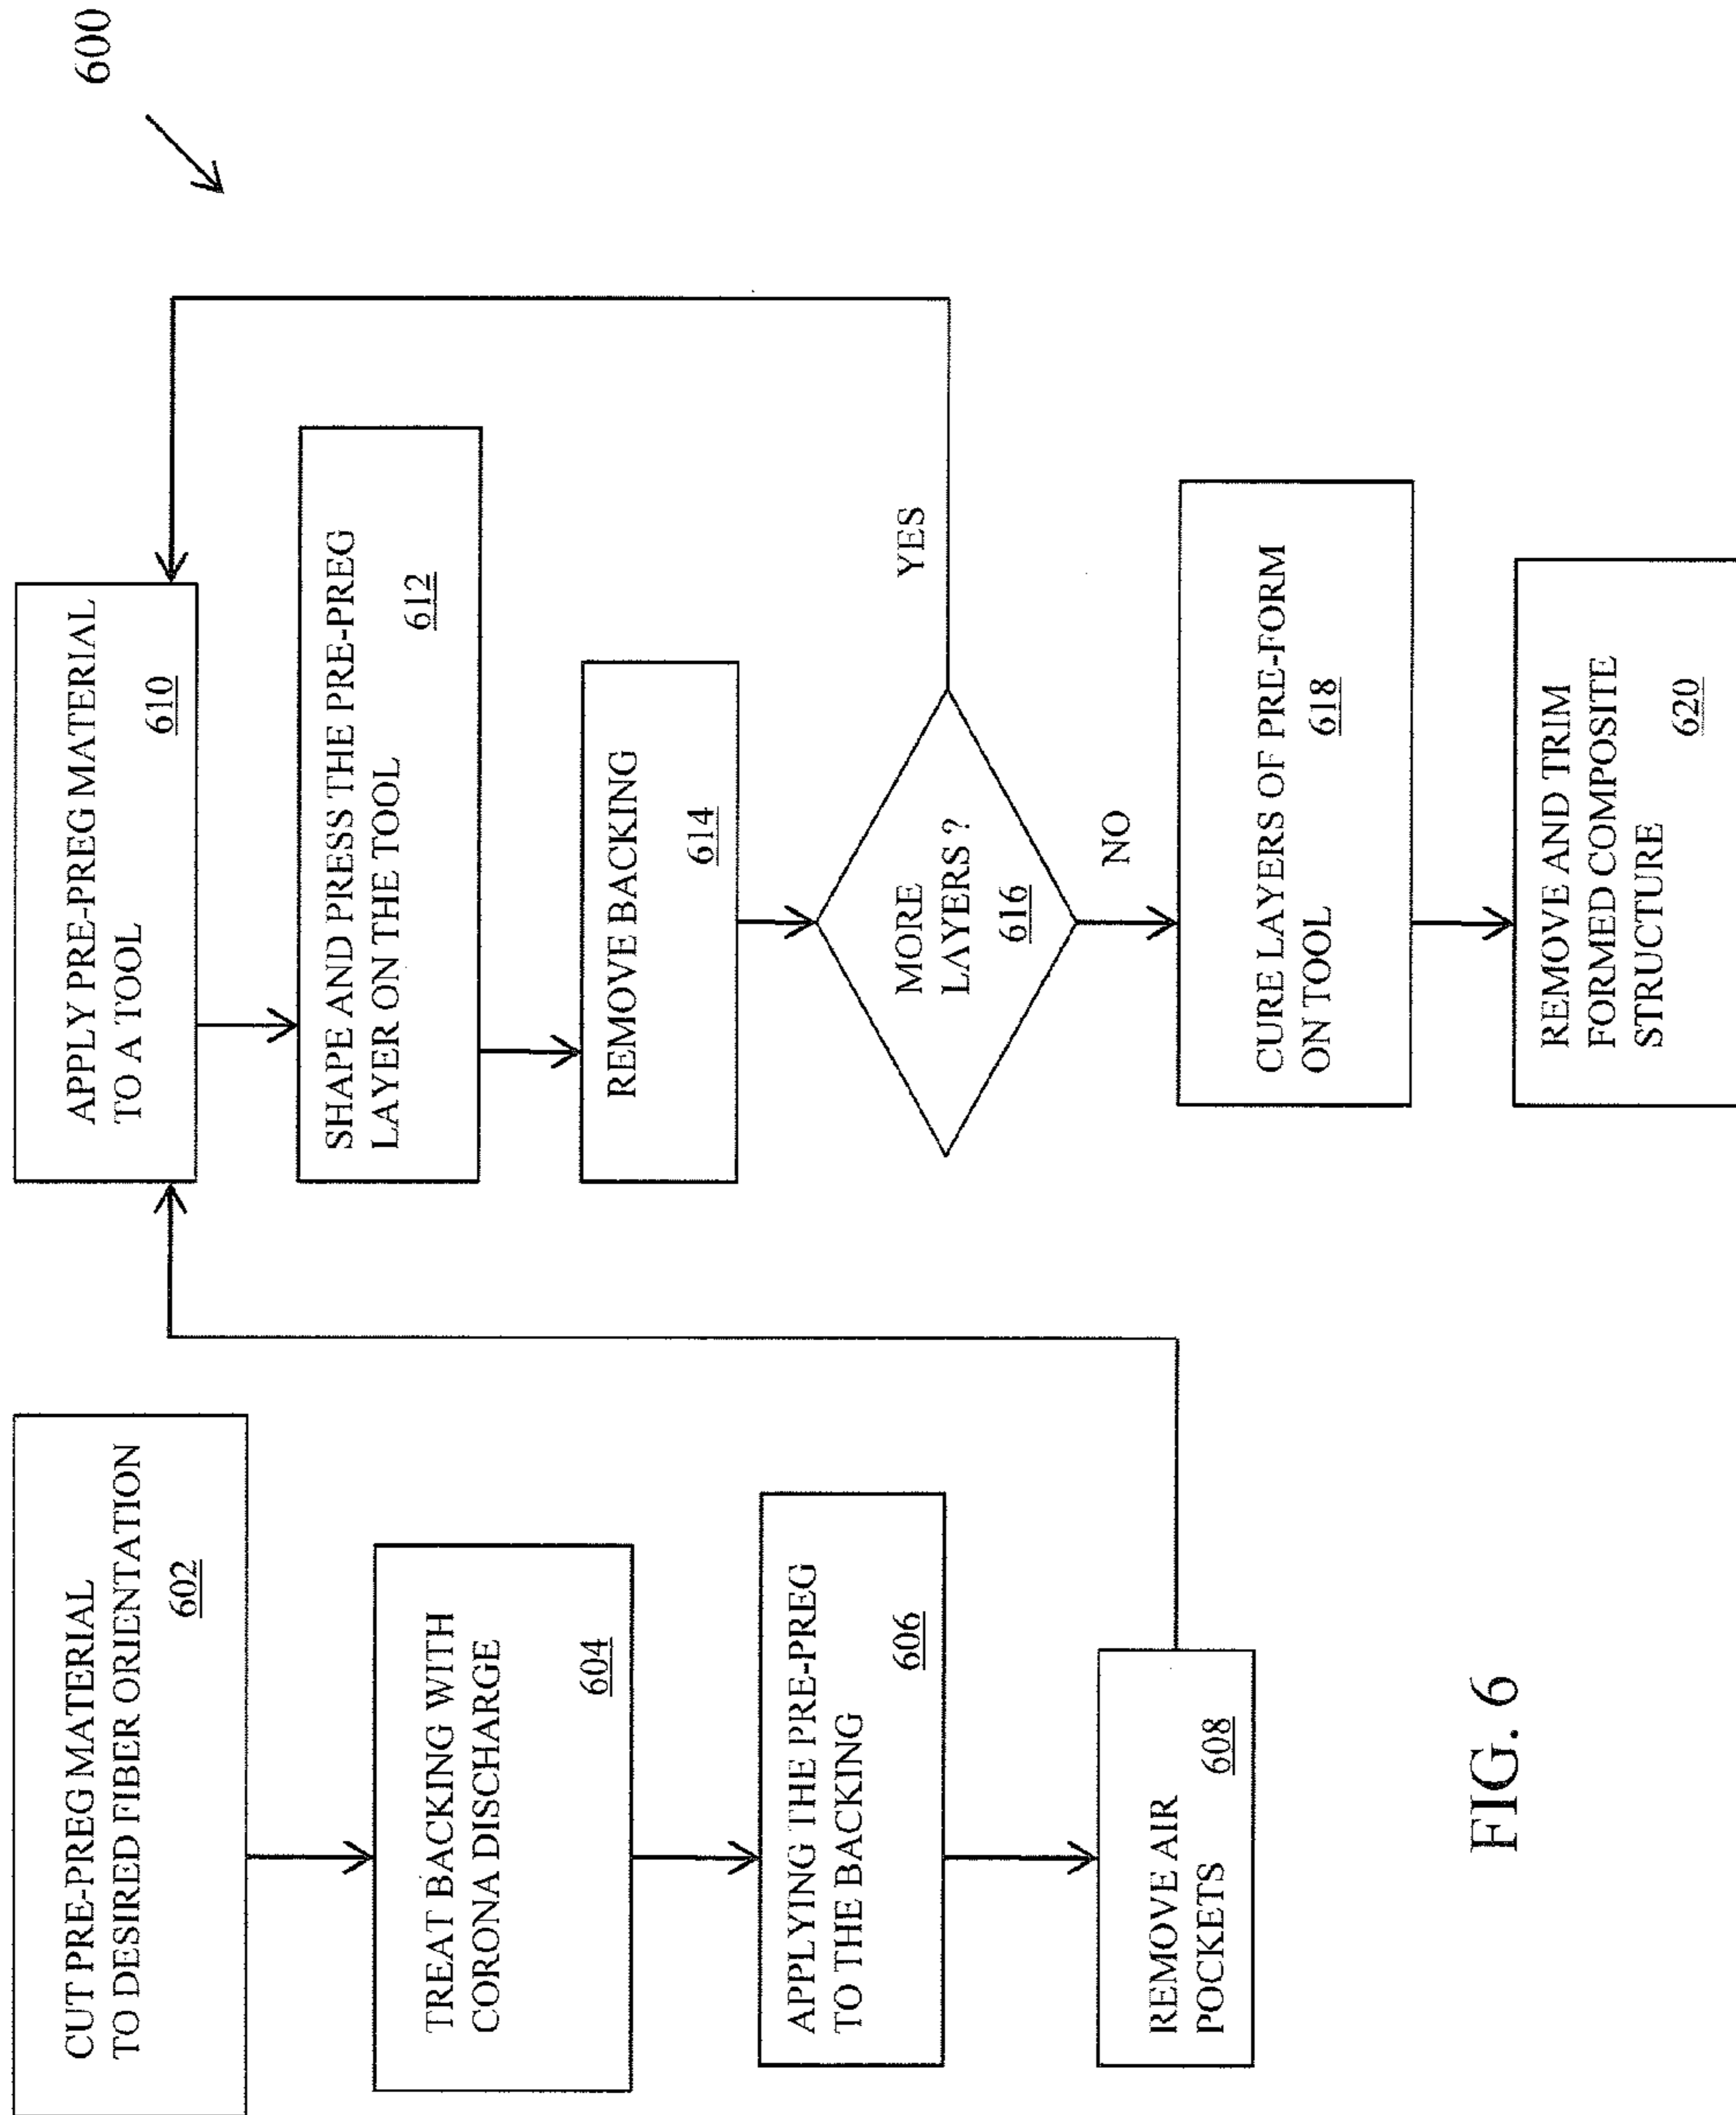 600
CUT PRE-PREG MATERIAL
TO DESIRED FIBER ORIENTATION
602
TREAT BACKING WITH
CORONA DISCHARGE
604
APPLYING THE PRE-PREG
TO THE BACKING
606
REMOVE AIR
POCKETS
608
APPLY PRE-PREG MATERIAL
TO A TOOL
610
SHAPE AND PRESS THE PRE-PREG
LAYER ON THE TOOL
612
REMOVE BACKING
614
MORE
LAYERS ?
616
YES
NO
CURE LAYERS OF PRE-FORM
ON TOOL
618
REMOVE AND TRIM
FORMED COMPOSITE
STRUCTURE
620
FIG. 6